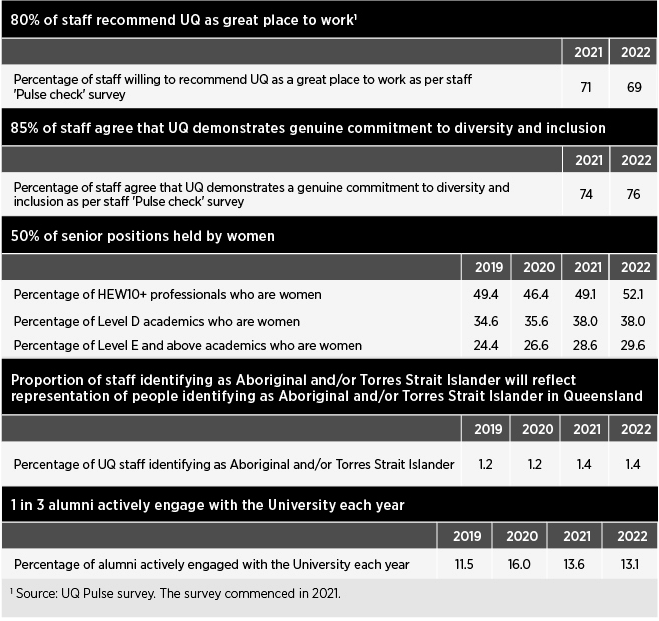 80% of staff recommend UQ as great place to work¹
2021 2022
Percentage of staff willing to recommend UQ as a great place to work as per staff
'Pulse check' survey
71 69
85% of staff agree that UQ demonstrates genuine commitment to diversity and inclusion
2021 2022
Percentage of staff agree that UQ demonstrates a genuine commitment to diversity and
inclusion as per staff 'Pulse check' survey
74 76
50% of senior positions held by women
2019 2020 2021 2022
Percentage of HEW10+ professionals who are women 49.4 46.4 49.1 52.1
Percentage of Level D academics who are women 34.6 35.6 38.0 38.0
Percentage of Level E and above academics who are women 24.4 26.6 28.6 29.6
Proportion of staff identifying as Aboriginal and/or Torres Strait Islander will reflect
representation of people identifying as Aboriginal and/or Torres Strait Islander in Queensland
2019 2020 2021 2022
Percentage of UQ staff identifying as Aboriginal and/or Torres Strait Islander 1.2 1.2 1.4 1.4
1 in 3 alumni actively engage with the University each year
2019 2020 2021 2022
Percentage of alumni actively engaged with the University each year 11.5 16.0 13.6 13.1
¹ Source: UQ Pulse survey. The survey commenced in 2021.